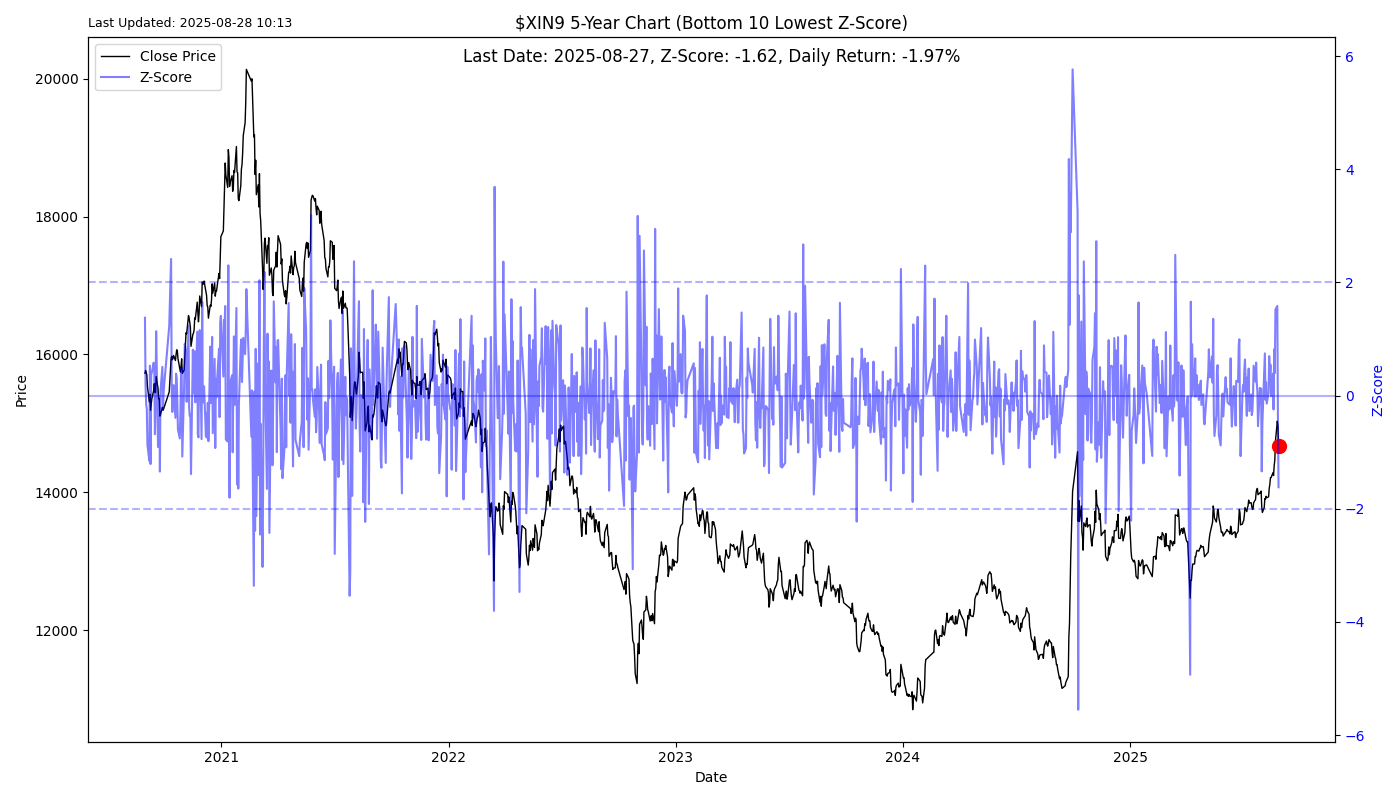 Last Updated: 2025-08-28 10:13
$XIN9 5-Year Chart (Bottom 10 Lowest Z-Score)
Last Date: 2025-08-27, Z-Score: -1.62, Daily Return: -1.97%
Close Price
Z-Score
20000
18000
16000
14000
12000
Price
6
4
2
0
−2
−4
−6
Z-Score
2021
2022
2023
2024
2025
Date